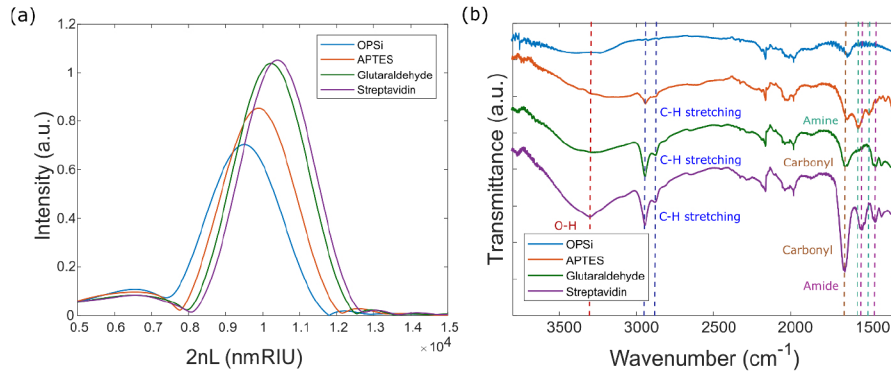 (a)
OPSi
APTES
Glutaraldehyde
Streptavidin
Intensity (a.u.)
1.2
1
0.8
0.6
0.4
0.2
0
0.5 0.6 0.7 0.8 0.9 1 1.1 1.2 1.3 1.4 1.5
×10⁴
2nL (nmRIU)
(b)
Transmittance (a.u.)
C-H stretching
Amine
C-H stretching
Carbonyl
C-H stretching
O-H
OPSi
APTES
Glutaraldehyde
Streptavidin
Carbonyl
Amide
3500 3000 2500 2000 1500
Wavenumber (cm⁻¹)